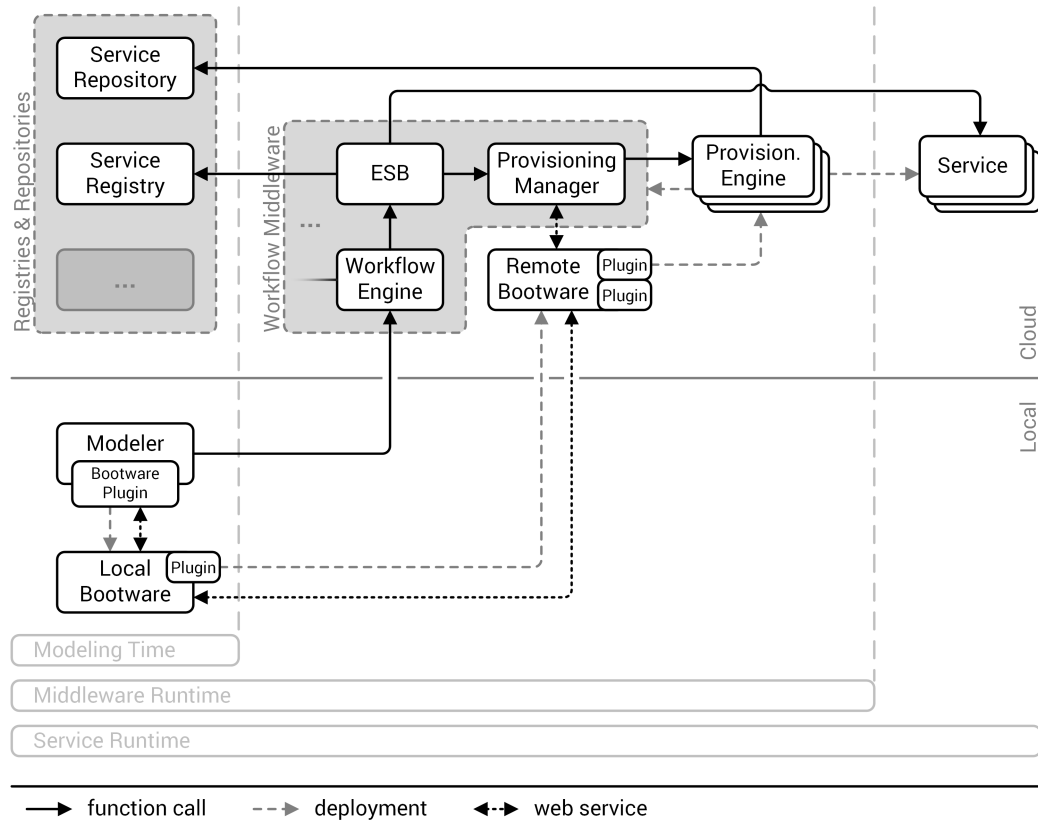 Registries & Repositories
Service
Repository
Service
Registry
...
Workflow Middleware
...
ESB
Provisioning
Manager
Provision.
Engine
Service
Workflow
Engine
Remote
Bootware
Plugin
Plugin
Cloud
Local
Modeler
Bootware
Plugin
Local
Bootware
Plugin
Modeling Time
Middleware Runtime
Service Runtime
function call
deployment
web service